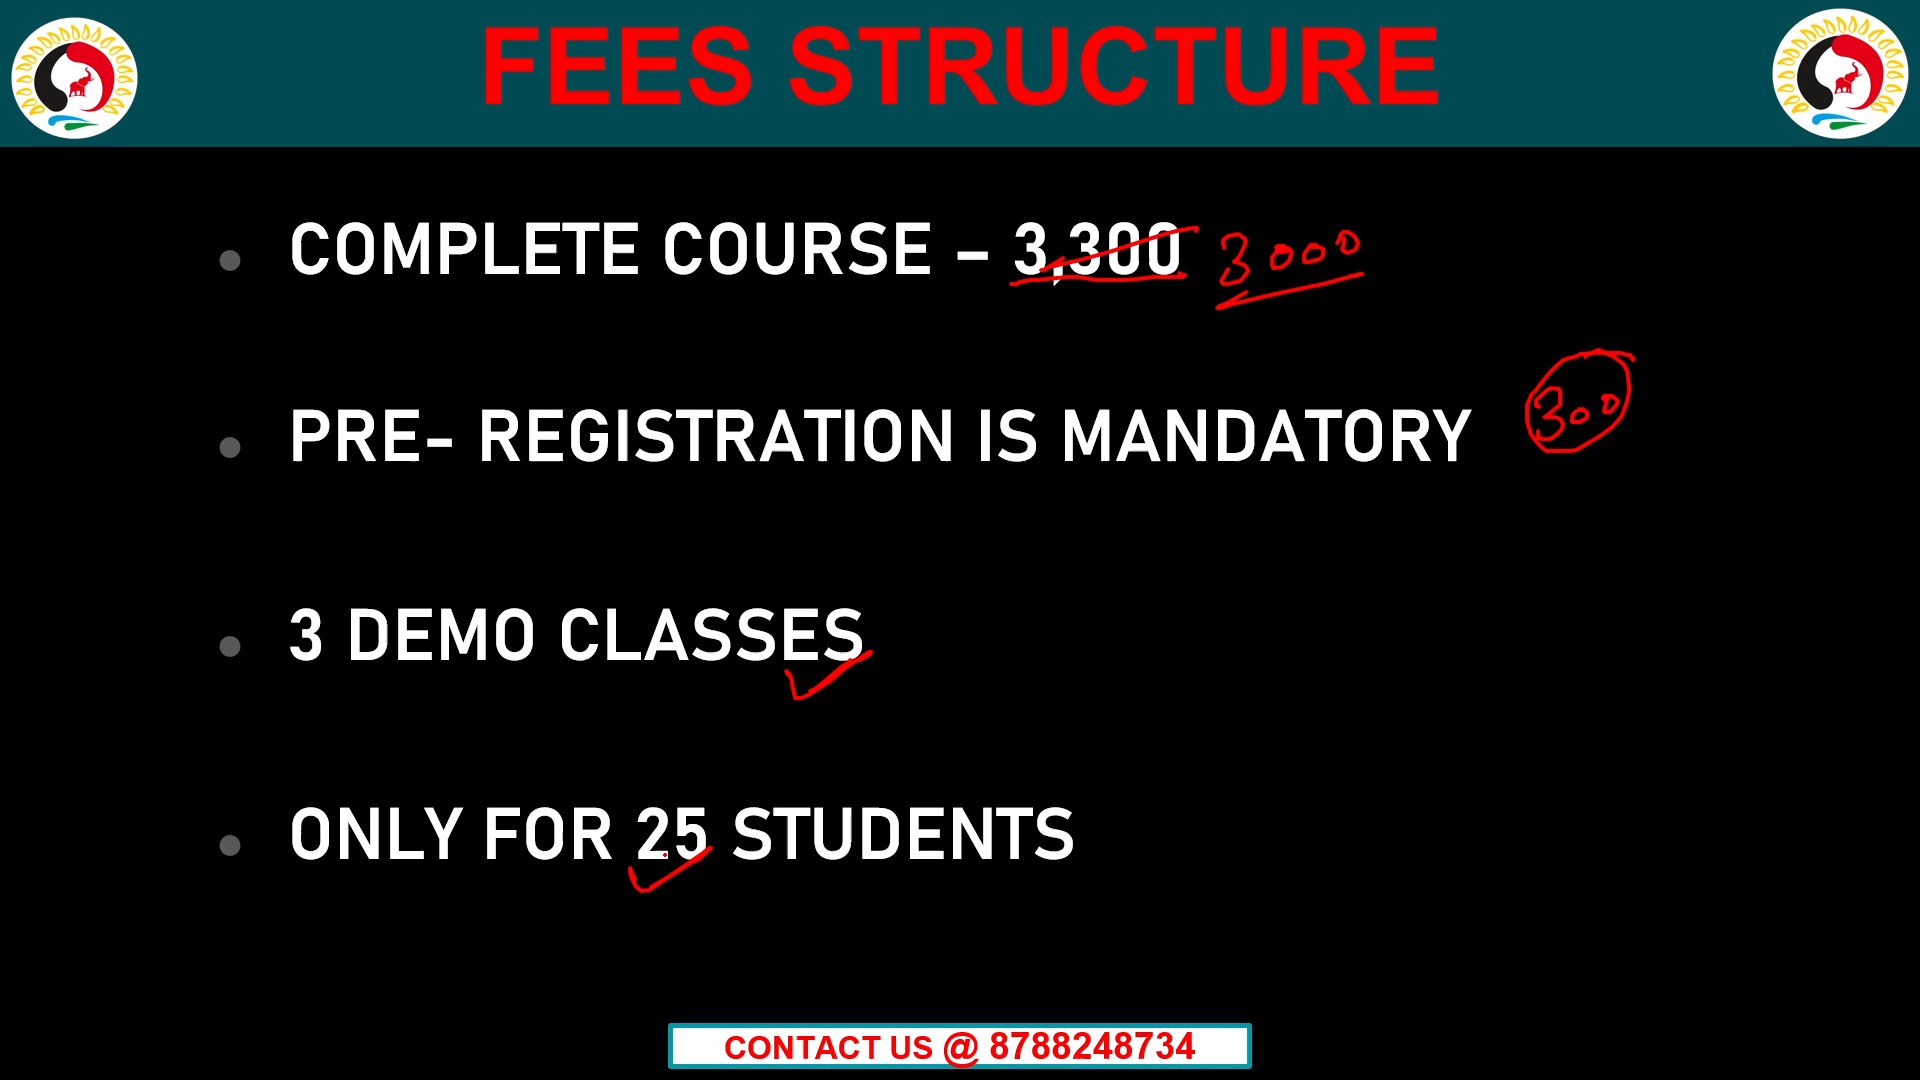 FEES STRUCTURE
COMPLETE COURSE – 3,300 3000
PRE- REGISTRATION IS MANDATORY 300
3 DEMO CLASSES
ONLY FOR 25 STUDENTS
CONTACT US @ 8788248734